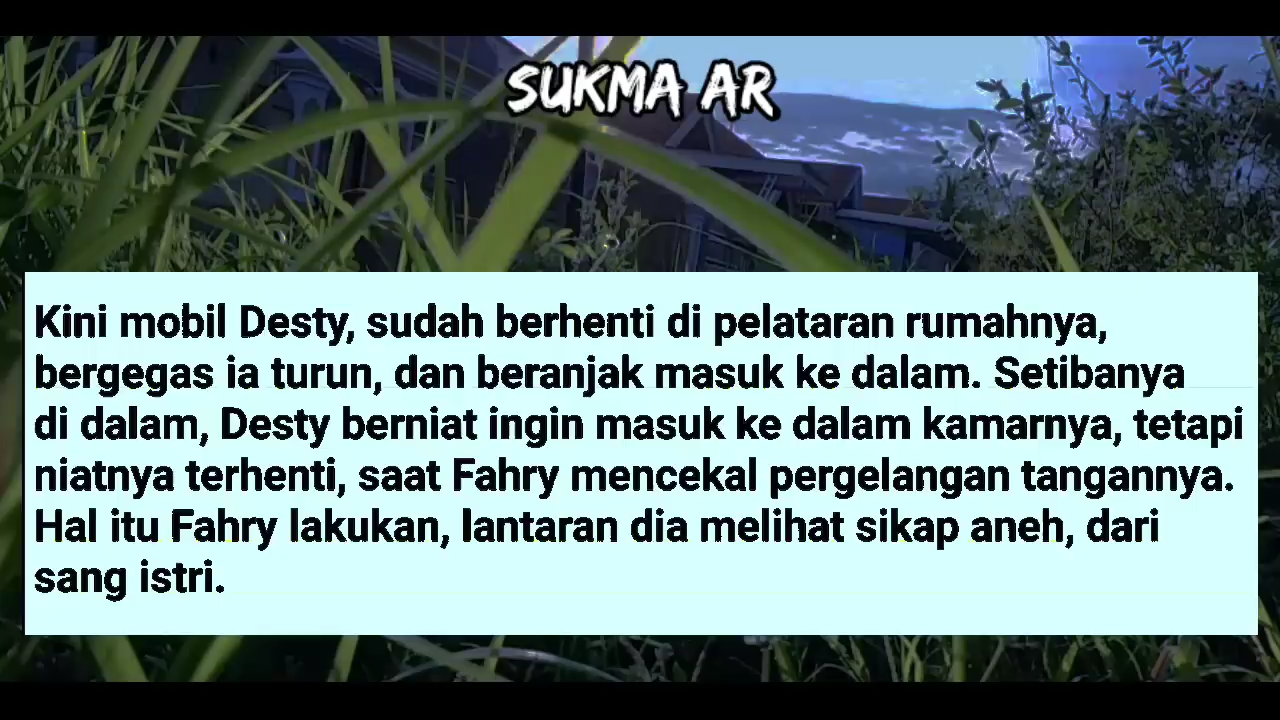 SUKMA AR
Kini mobil Desty, sudah berhenti di pelataran rumahnya,
bergegas ia turun, dan beranjak masuk ke dalam. Setibanya
di dalam, Desty berniat ingin masuk ke dalam kamarnya, tetapi
niatnya terhenti, saat Fahry mencekal pergelangan tangannya.
Hal itu Fahry lakukan, lantaran dia melihat sikap aneh, dari
sang istri.